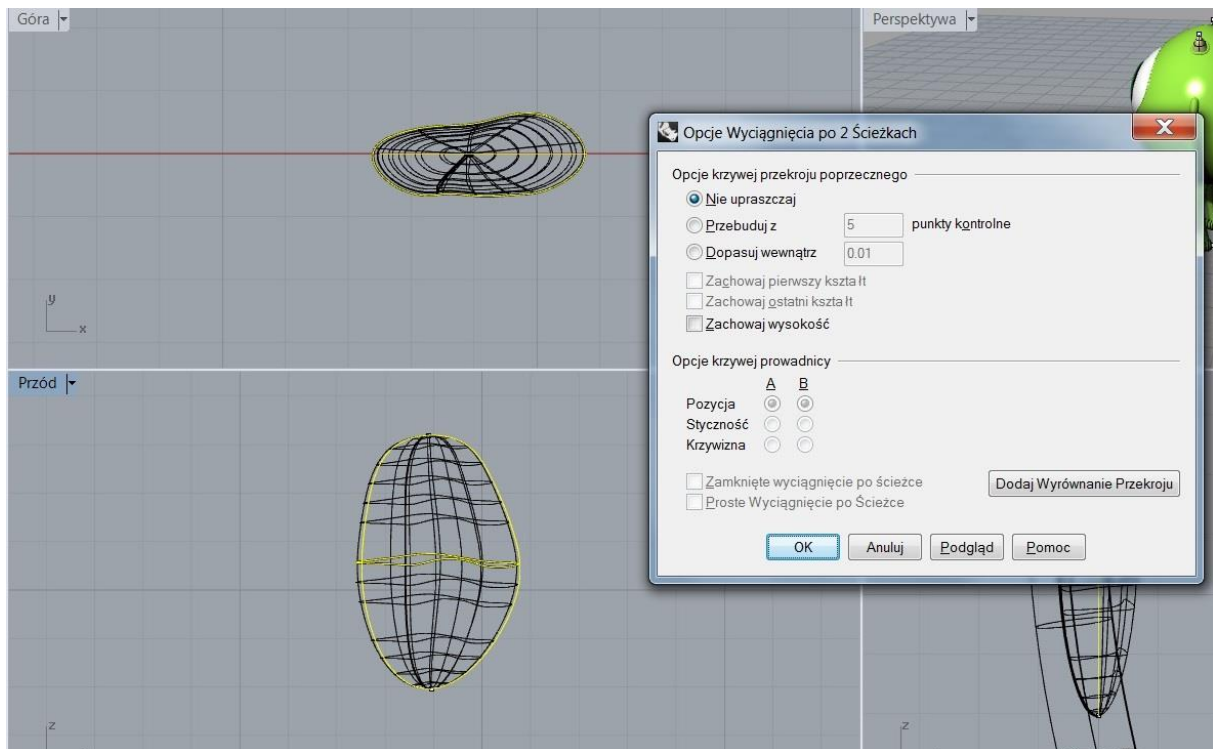 Góra
Perspektywa
Opcje Wyciągnięcia po 2 Ścieżkach
X
Opcje krzywej przekroju poprzecznego
Nie upraszczaj
Przebuduj z 5 punkty kontrolne
Dopasuj wewnątrz 0.01
Zachowaj pierwszy kształt
Zachowaj ostatni kształt
Zachowaj wysokość
y
x
Opcje krzywej prowadnicy
Przód
A B
Pozycja
Styczność
Krzywizna
Zamknięte wyciągnięcie po ścieżce
Dodaj Wyrównanie Przekroju
Proste Wyciągnięcie po Ścieżce
OK Anuluj Podgląd Pomoc
z
z